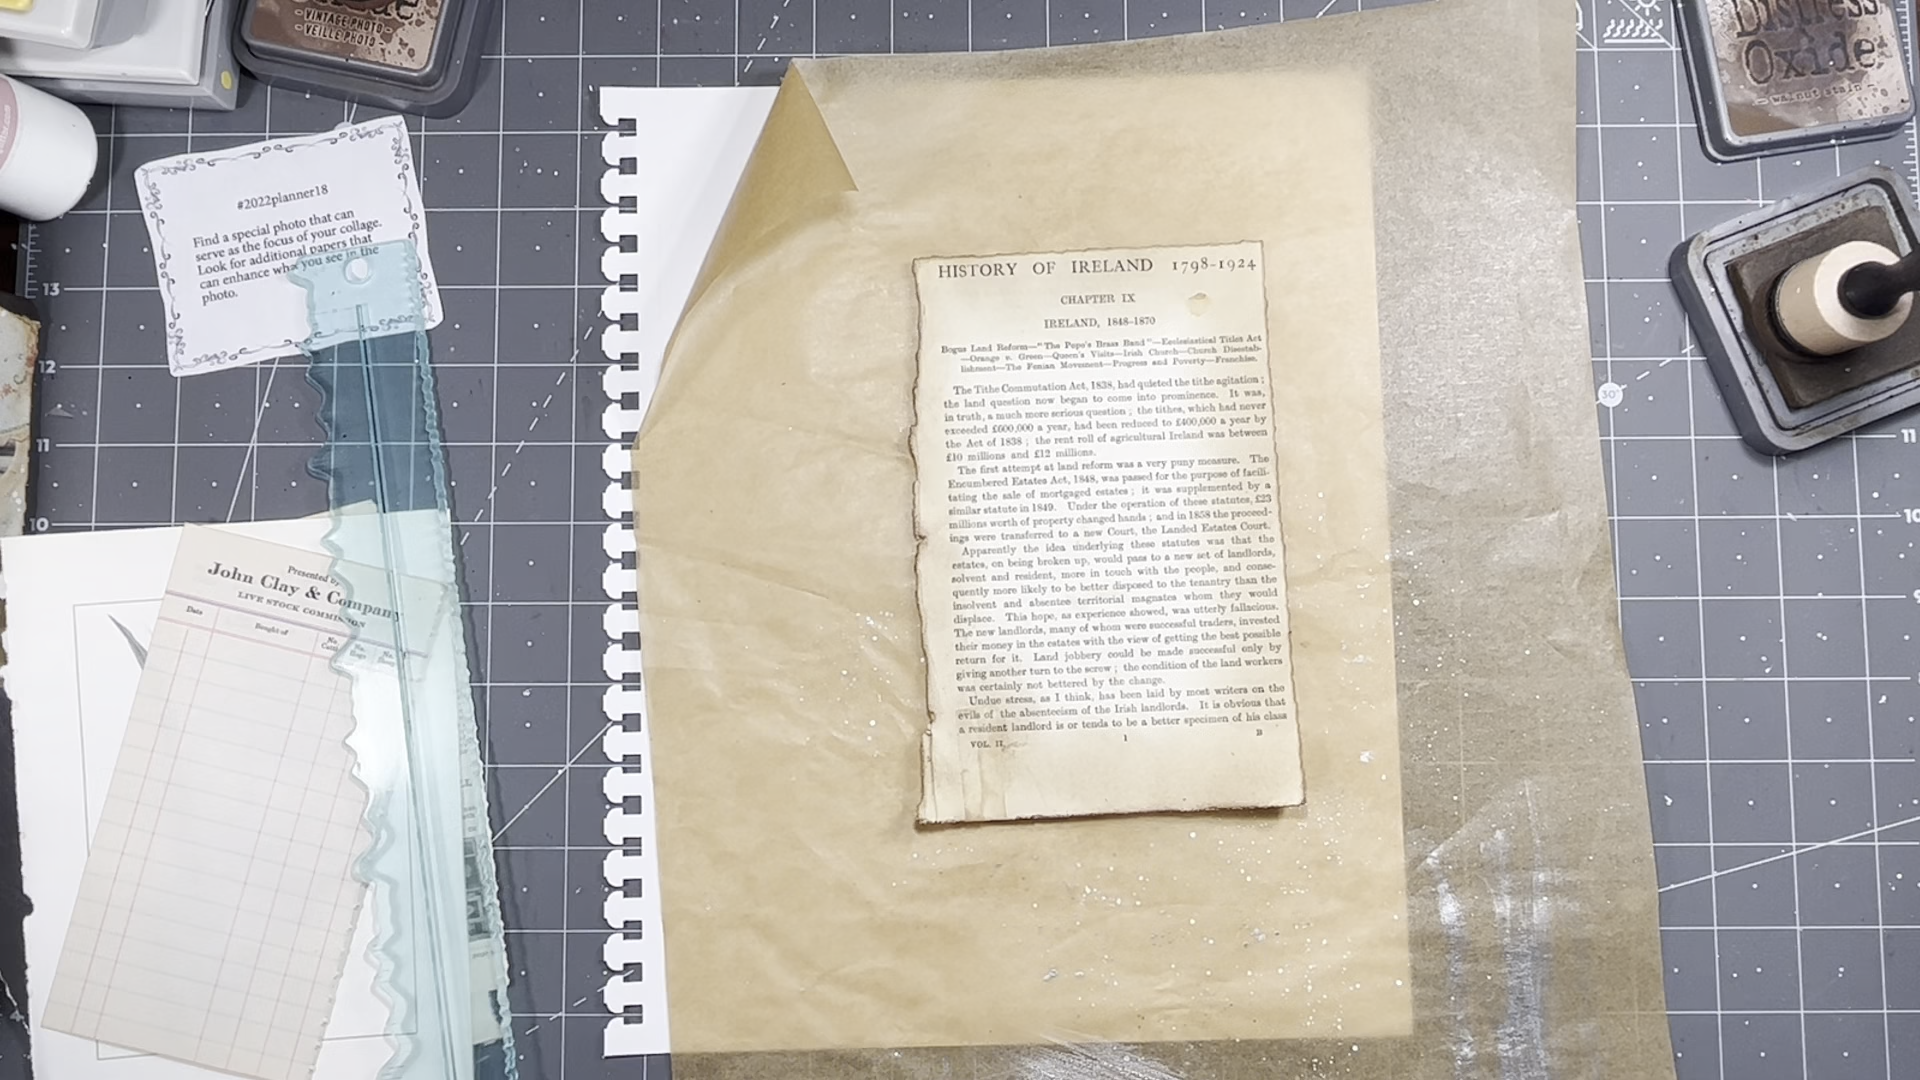 VINTAGE PHOTO -
- VEILLE PHOTO -
Distress
Oxide
- walnut stain -
#2022planner18
Find a special photo that can
serve as the focus of your collage.
Look for additional papers that
can enhance what you see in the
photo.
13
12
11
10
30°
11
10
Presented by
John Clay & Company
LIVE STOCK COMMISSION
Date
Bought of
No.
No.
Hogs
HISTORY OF IRELAND 1798-1924
CHAPTER IX
IRELAND, 1848-1870
Bogus Land Reform—"The Pope's Brass Band"—Ecclesiastical Titles Act
—Orange v. Green—Queen's Visits—Irish Church—Church Disestab-
lishment—The Fenian Movement—Progress and Poverty—Franchise.
The Tithe Commutation Act, 1838, had quieted the tithe agitation;
the land question now began to come into prominence. It was,
in truth, a much more serious question; the tithes, which had never
exceeded £600,000 a year, had been reduced to £400,000 a year by
the Act of 1838; the rent roll of agricultural Ireland was between
£10 millions and £12 millions.
The first attempt at land reform was a very puny measure. The
Encumbered Estates Act, 1848, was passed for the purpose of facili-
tating the sale of mortgaged estates; it was supplemented by a
similar statute in 1849. Under the operation of these statutes, £23
millions worth of property changed hands; and in 1858 the proceed-
ings were transferred to a new Court, the Landed Estates Court.
Apparently the idea underlying these statutes was that the
estates, on being broken up, would pass to a new set of landlords,
solvent and resident, more in touch with the people, and conse-
quently more likely to be better disposed to the tenantry than the
insolvent and absentee territorial magnates whom they would
displace. This hope, as experience showed, was utterly fallacious.
The new landlords, many of whom were successful traders, invested
their money in the estates with the view of getting the best possible
return for it. Land jobbery could be made successful only by
giving another turn to the screw; the condition of the land workers
was certainly not bettered by the change.
Undue stress, as I think, has been laid by most writers on the
evils of the absenteeism of the Irish landlords. It is obvious that
a resident landlord is or tends to be a better specimen of his class
VOL. II. 1 B